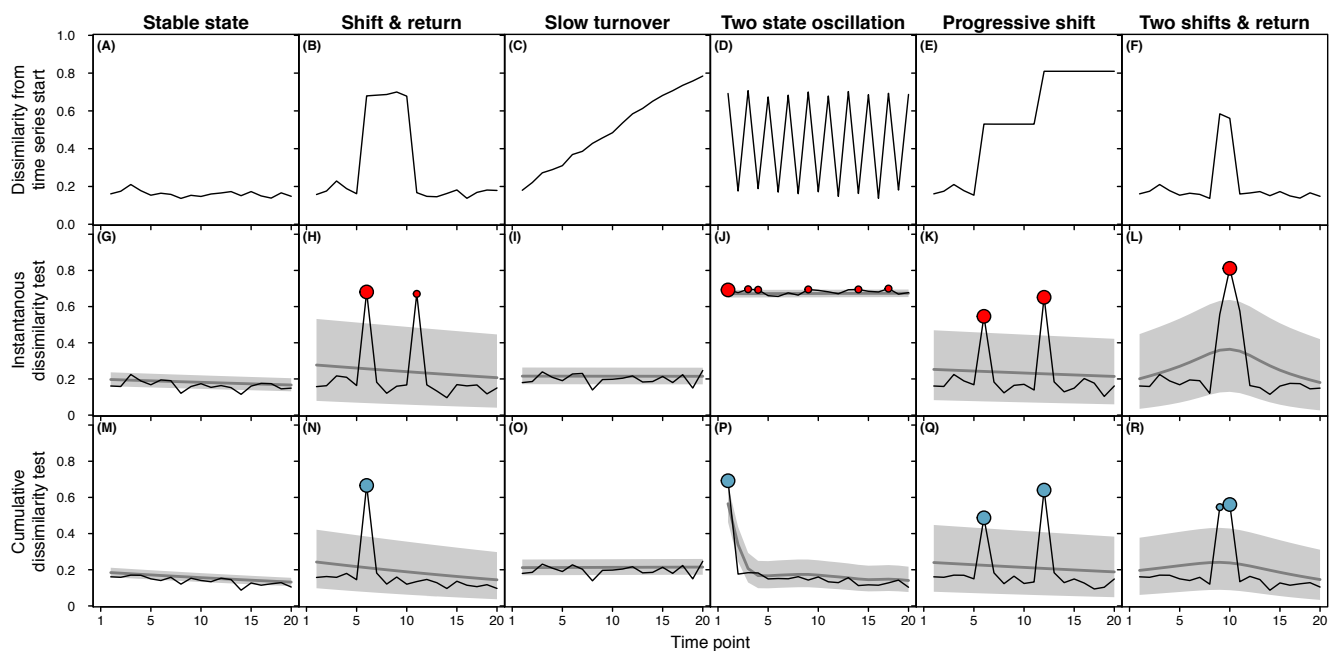 Stable state Shift & return Slow turnover Two state oscillation Progressive shift Two shifts & return
Dissimilarity from
time series start
1.0
0.8
0.6
0.4
0.2
0.0
(A) (B) (C) (D) (E) (F)
Instantanous
dissimilarity test
0.8
0.6
0.4
0.2
0
(G) (H) (I) (J) (K) (L)
Cumulative
dissimilarity test
0.8
0.6
0.4
0.2
0
(M) (N) (O) (P) (Q) (R)
1 5 10 15 20 1 5 10 15 20 1 5 10 15 20 1 5 10 15 20 1 5 10 15 20 1 5 10 15 20
Time point